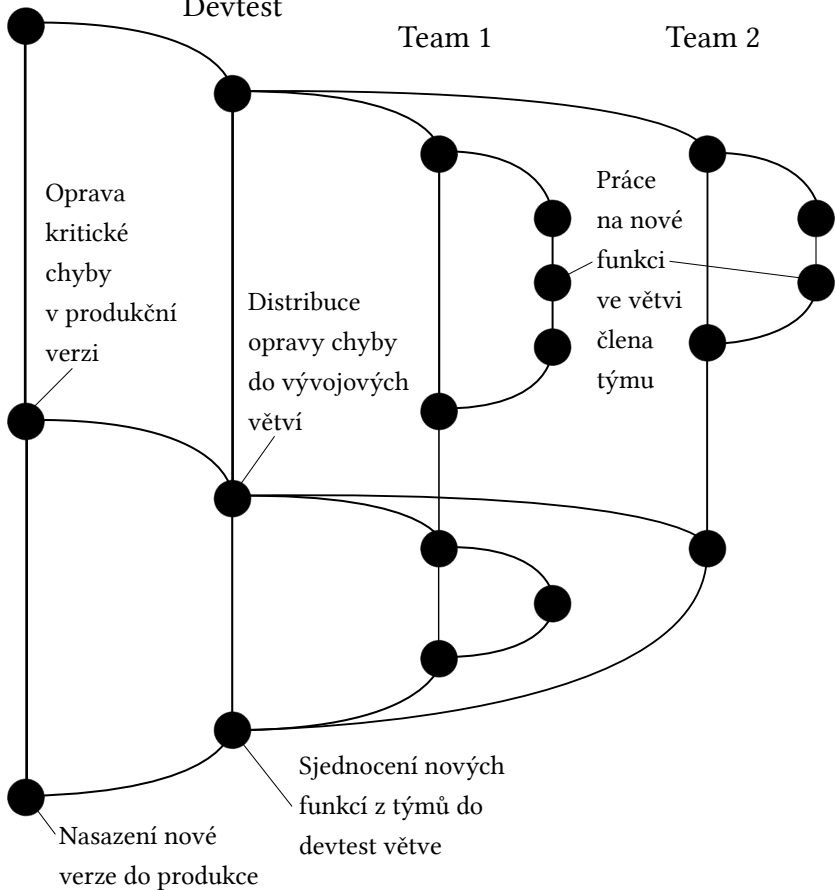 Devtest
Team 1
Team 2
Oprava
kritické
chyby
v produkční
verzi
Distribuce
opravy chyby
do vývojových
větví
Práce
na nové
funkci
ve větvi
člena
týmu
Sjednocení nových
funkcí z týmů do
devtest větve
Nasazení nové
verze do produkce